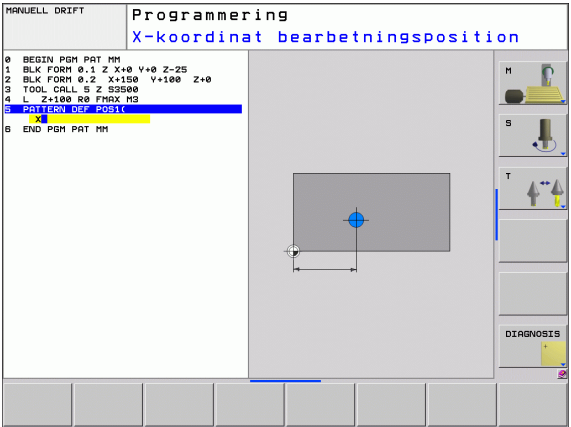 MANUELL DRIFT
Programmering
X-koordinat bearbetningsposition
0 BEGIN PGM PAT MM
1 BLK FORM 0.1 Z X+0 Y+0 Z-25
2 BLK FORM 0.2 X+150 Y+100 Z+0
3 TOOL CALL 5 Z S3500
4 L Z+100 R0 FMAX M3
5 PATTERN DEF POS1(
X
6 END PGM PAT MM
M
S
T
DIAGNOSIS